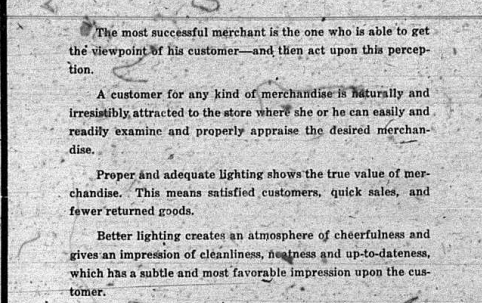 The most successful merchant is the one who is able to get
the viewpoint of his customer—and then act upon this percep-
tion.
A customer for any kind of merchandise is naturally and
irresistibly attracted to the store where she or he can easily and
readily examine and properly appraise the desired merchan-
dise.
Proper and adequate lighting shows the true value of mer-
chandise. This means satisfied customers, quick sales, and
fewer returned goods.
Better lighting creates an atmosphere of cheerfulness and
gives an impression of cleanliness, neatness and up-to-dateness,
which has a subtle and most favorable impression upon the cus-
tomer.